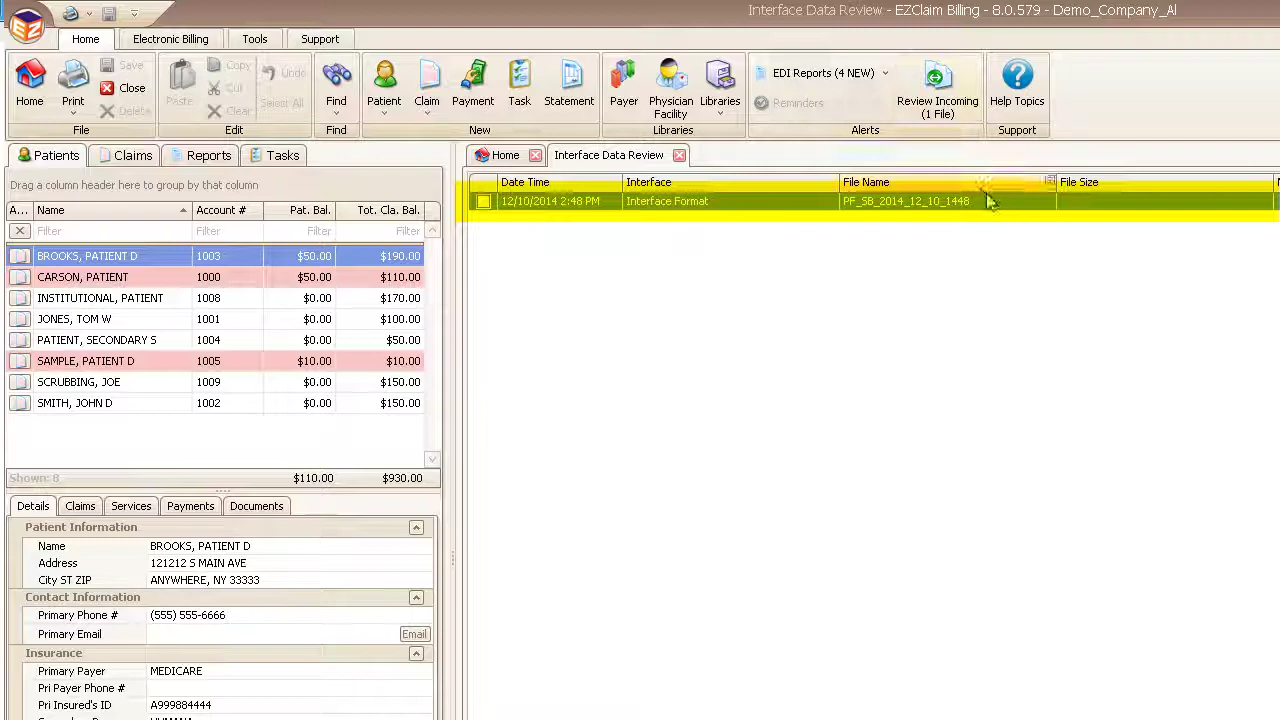 Interface Data Review - EZClaim Billing - 8.0.579 - Demo_Company_Al
EZ
Home Electronic Billing Tools Support
Home Print Save Close Delete File
Paste Copy Cut Clear Undo Select All Edit
Find Find
Patient Claim Payment Task Statement New
Payer Physician Facility Libraries Libraries
EDI Reports (4 NEW) Reminders Review Incoming (1 File) Alerts
Help Topics Support
Patients Claims Reports Tasks
Drag a column header here to group by that column
A... Name Account # Pat. Bal. Tot. Cla. Bal.
Filter Filter Filter Filter
BROOKS, PATIENT D 1003 $50.00 $190.00
CARSON, PATIENT 1000 $50.00 $110.00
INSTITUTIONAL, PATIENT 1008 $0.00 $170.00
JONES, TOM W 1001 $0.00 $100.00
PATIENT, SECONDARY S 1004 $0.00 $50.00
SAMPLE, PATIENT D 1005 $10.00 $10.00
SCRUBBING, JOE 1009 $0.00 $150.00
SMITH, JOHN D 1002 $0.00 $150.00
Shown: 8 $110.00 $930.00
Details Claims Services Payments Documents
Patient Information
Name BROOKS, PATIENT D
Address 121212 S MAIN AVE
City ST ZIP ANYWHERE, NY 33333
Contact Information
Primary Phone # (555) 555-6666
Primary Email Email
Insurance
Primary Payer MEDICARE
Pri Payer Phone #
Pri Insured's ID A999884444
Home Interface Data Review
Date Time Interface File Name File Size
12/10/2014 2:48 PM Interface Format PF_SB_2014_12_10_1448